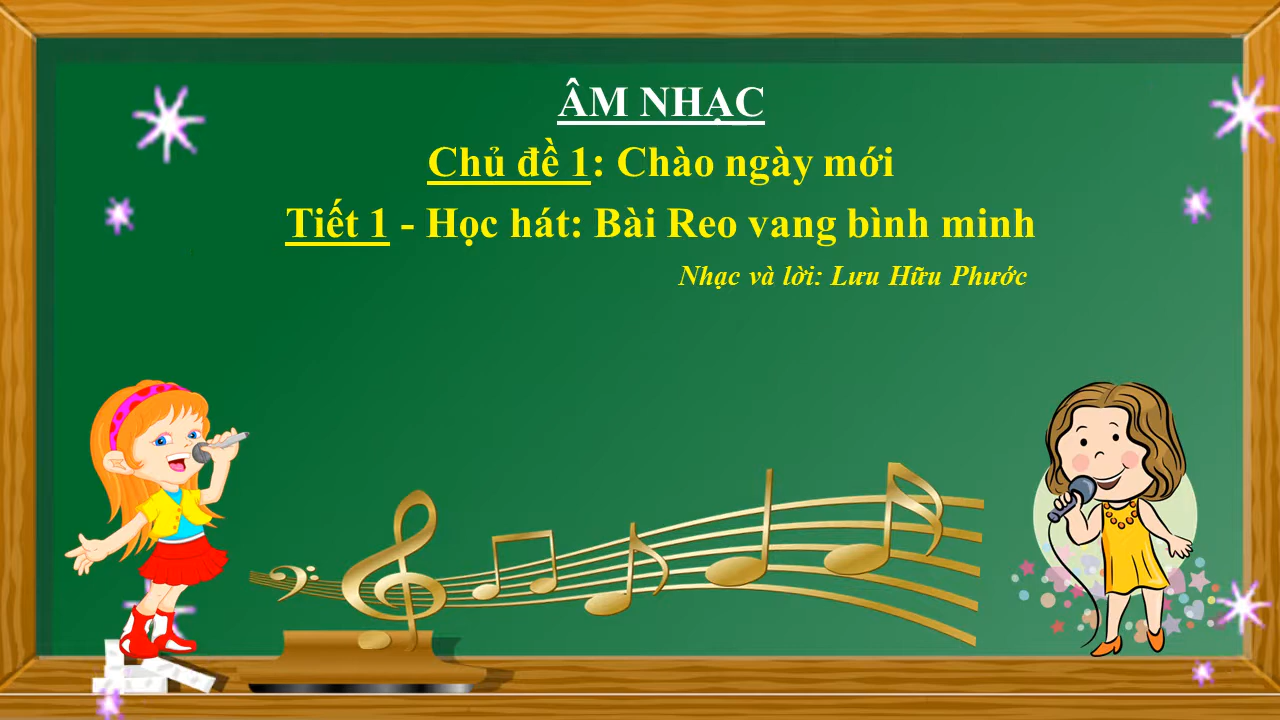 ÂM NHẠC
Chủ đề 1: Chào ngày mới
Tiết 1 - Học hát: Bài Reo vang bình minh
Nhạc và lời: Lưu Hữu Phước